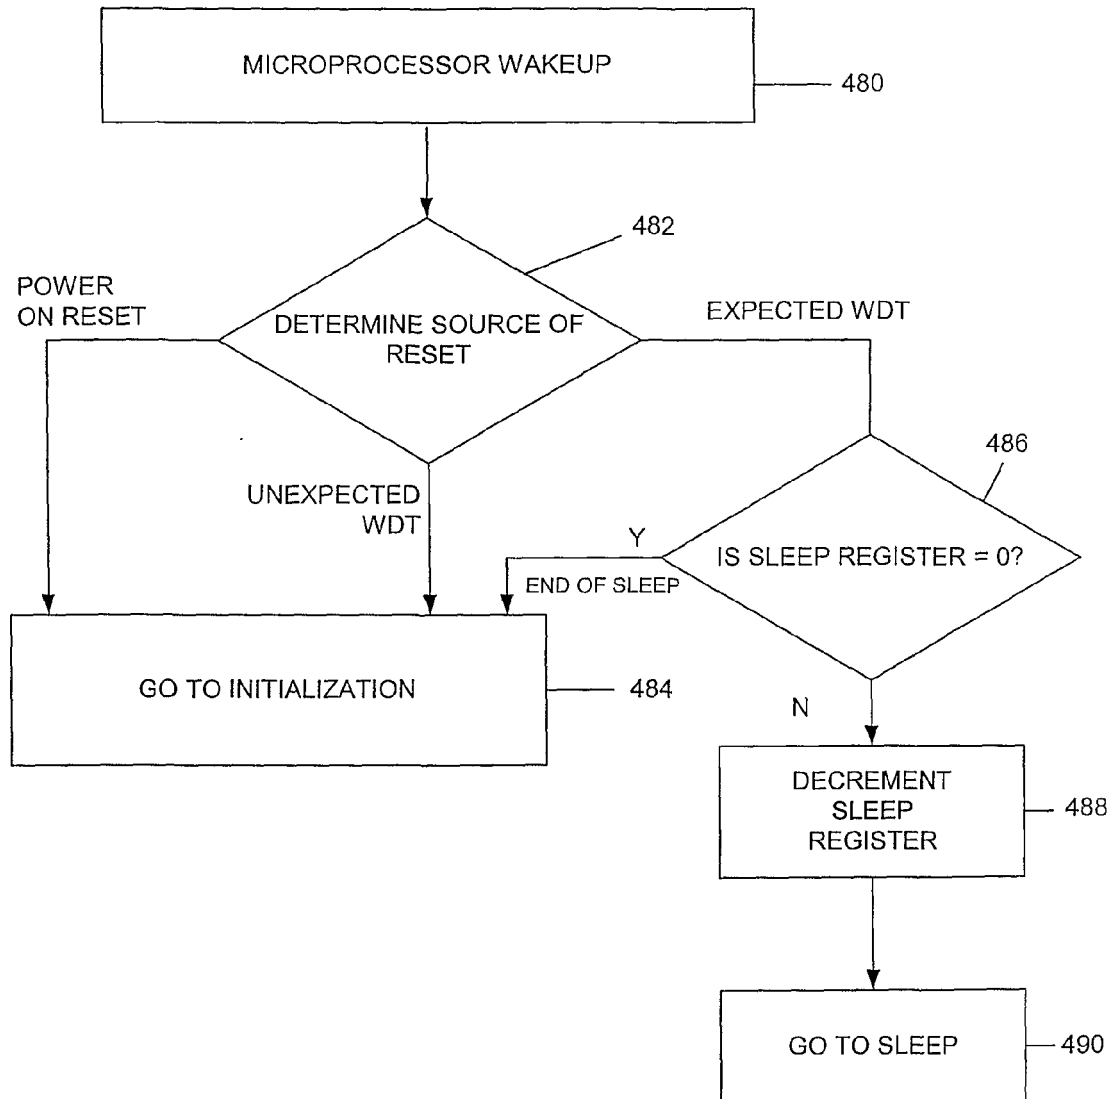 MICROPROCESSOR WAKEUP
480
482
POWER
ON RESET
DETERMINE SOURCE OF
RESET
EXPECTED WDT
486
UNEXPECTED
WDT
Y
IS SLEEP REGISTER = 0?
END OF SLEEP
GO TO INITIALIZATION
484
N
DECREMENT
SLEEP
REGISTER
488
GO TO SLEEP
490